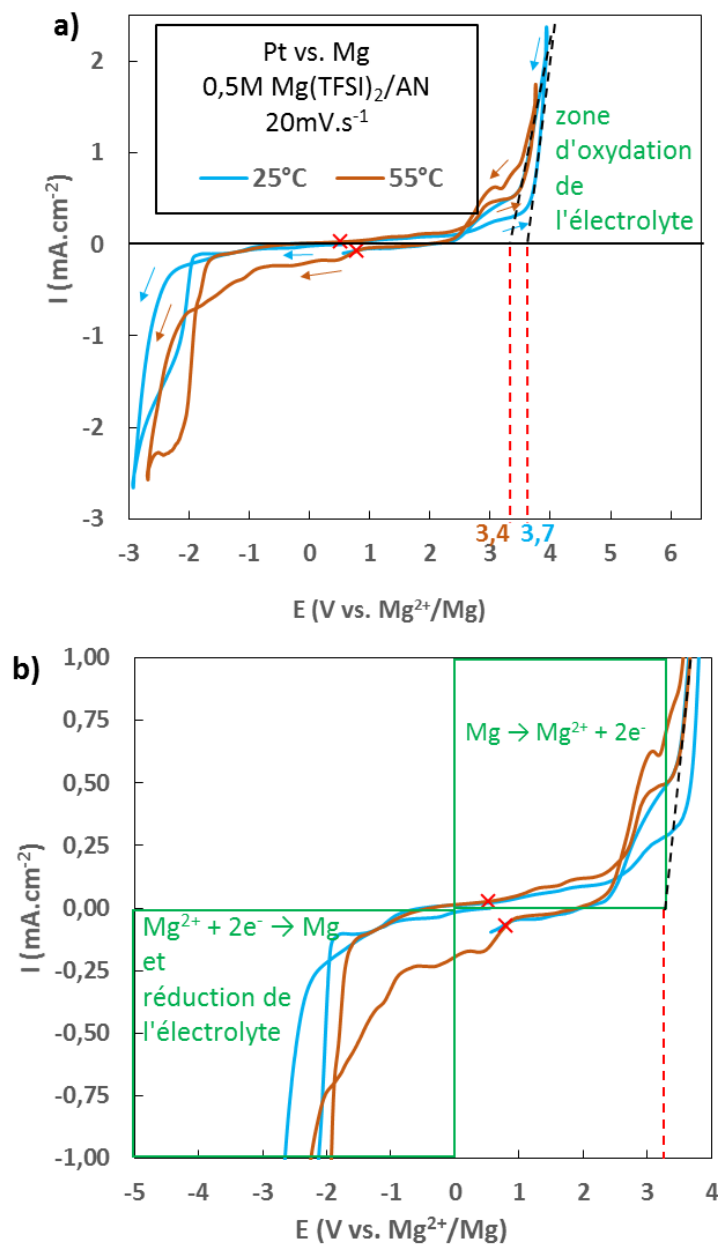 a)
Pt vs. Mg
0,5M Mg(TFSI)₂/AN
20mV.s⁻¹
25°C 55°C
zone
d'oxydation
de
l'électrolyte
2
1
0
-1
-2
-3
I (mA.cm⁻²)
3,4 3,7
-3 -2 -1 0 1 2 3 4 5 6
E (V vs. Mg²⁺/Mg)
b)
1,00
0,75
0,50
0,25
0,00
-0,25
-0,50
-0,75
-1,00
I (mA.cm⁻²)
Mg → Mg²⁺ + 2e⁻
Mg²⁺ + 2e⁻ → Mg
et
réduction de
l'électrolyte
-5 -4 -3 -2 -1 0 1 2 3 4
E (V vs. Mg²⁺/Mg)